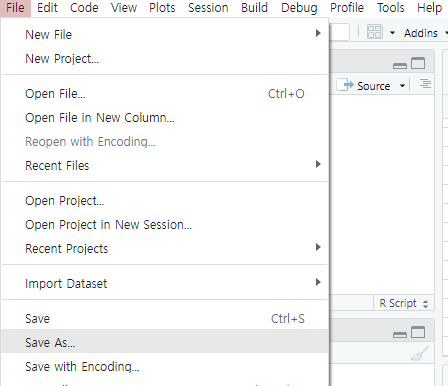 File Edit Code View Plots Session Build Debug Profile Tools Help
New File
New Project...
Addins
Open File... Ctrl+O
Source
Open File in New Column...
Reopen with Encoding...
Recent Files
Open Project...
Open Project in New Session...
Recent Projects
Import Dataset
R Script
Save Ctrl+S
Save As...
Save with Encoding...